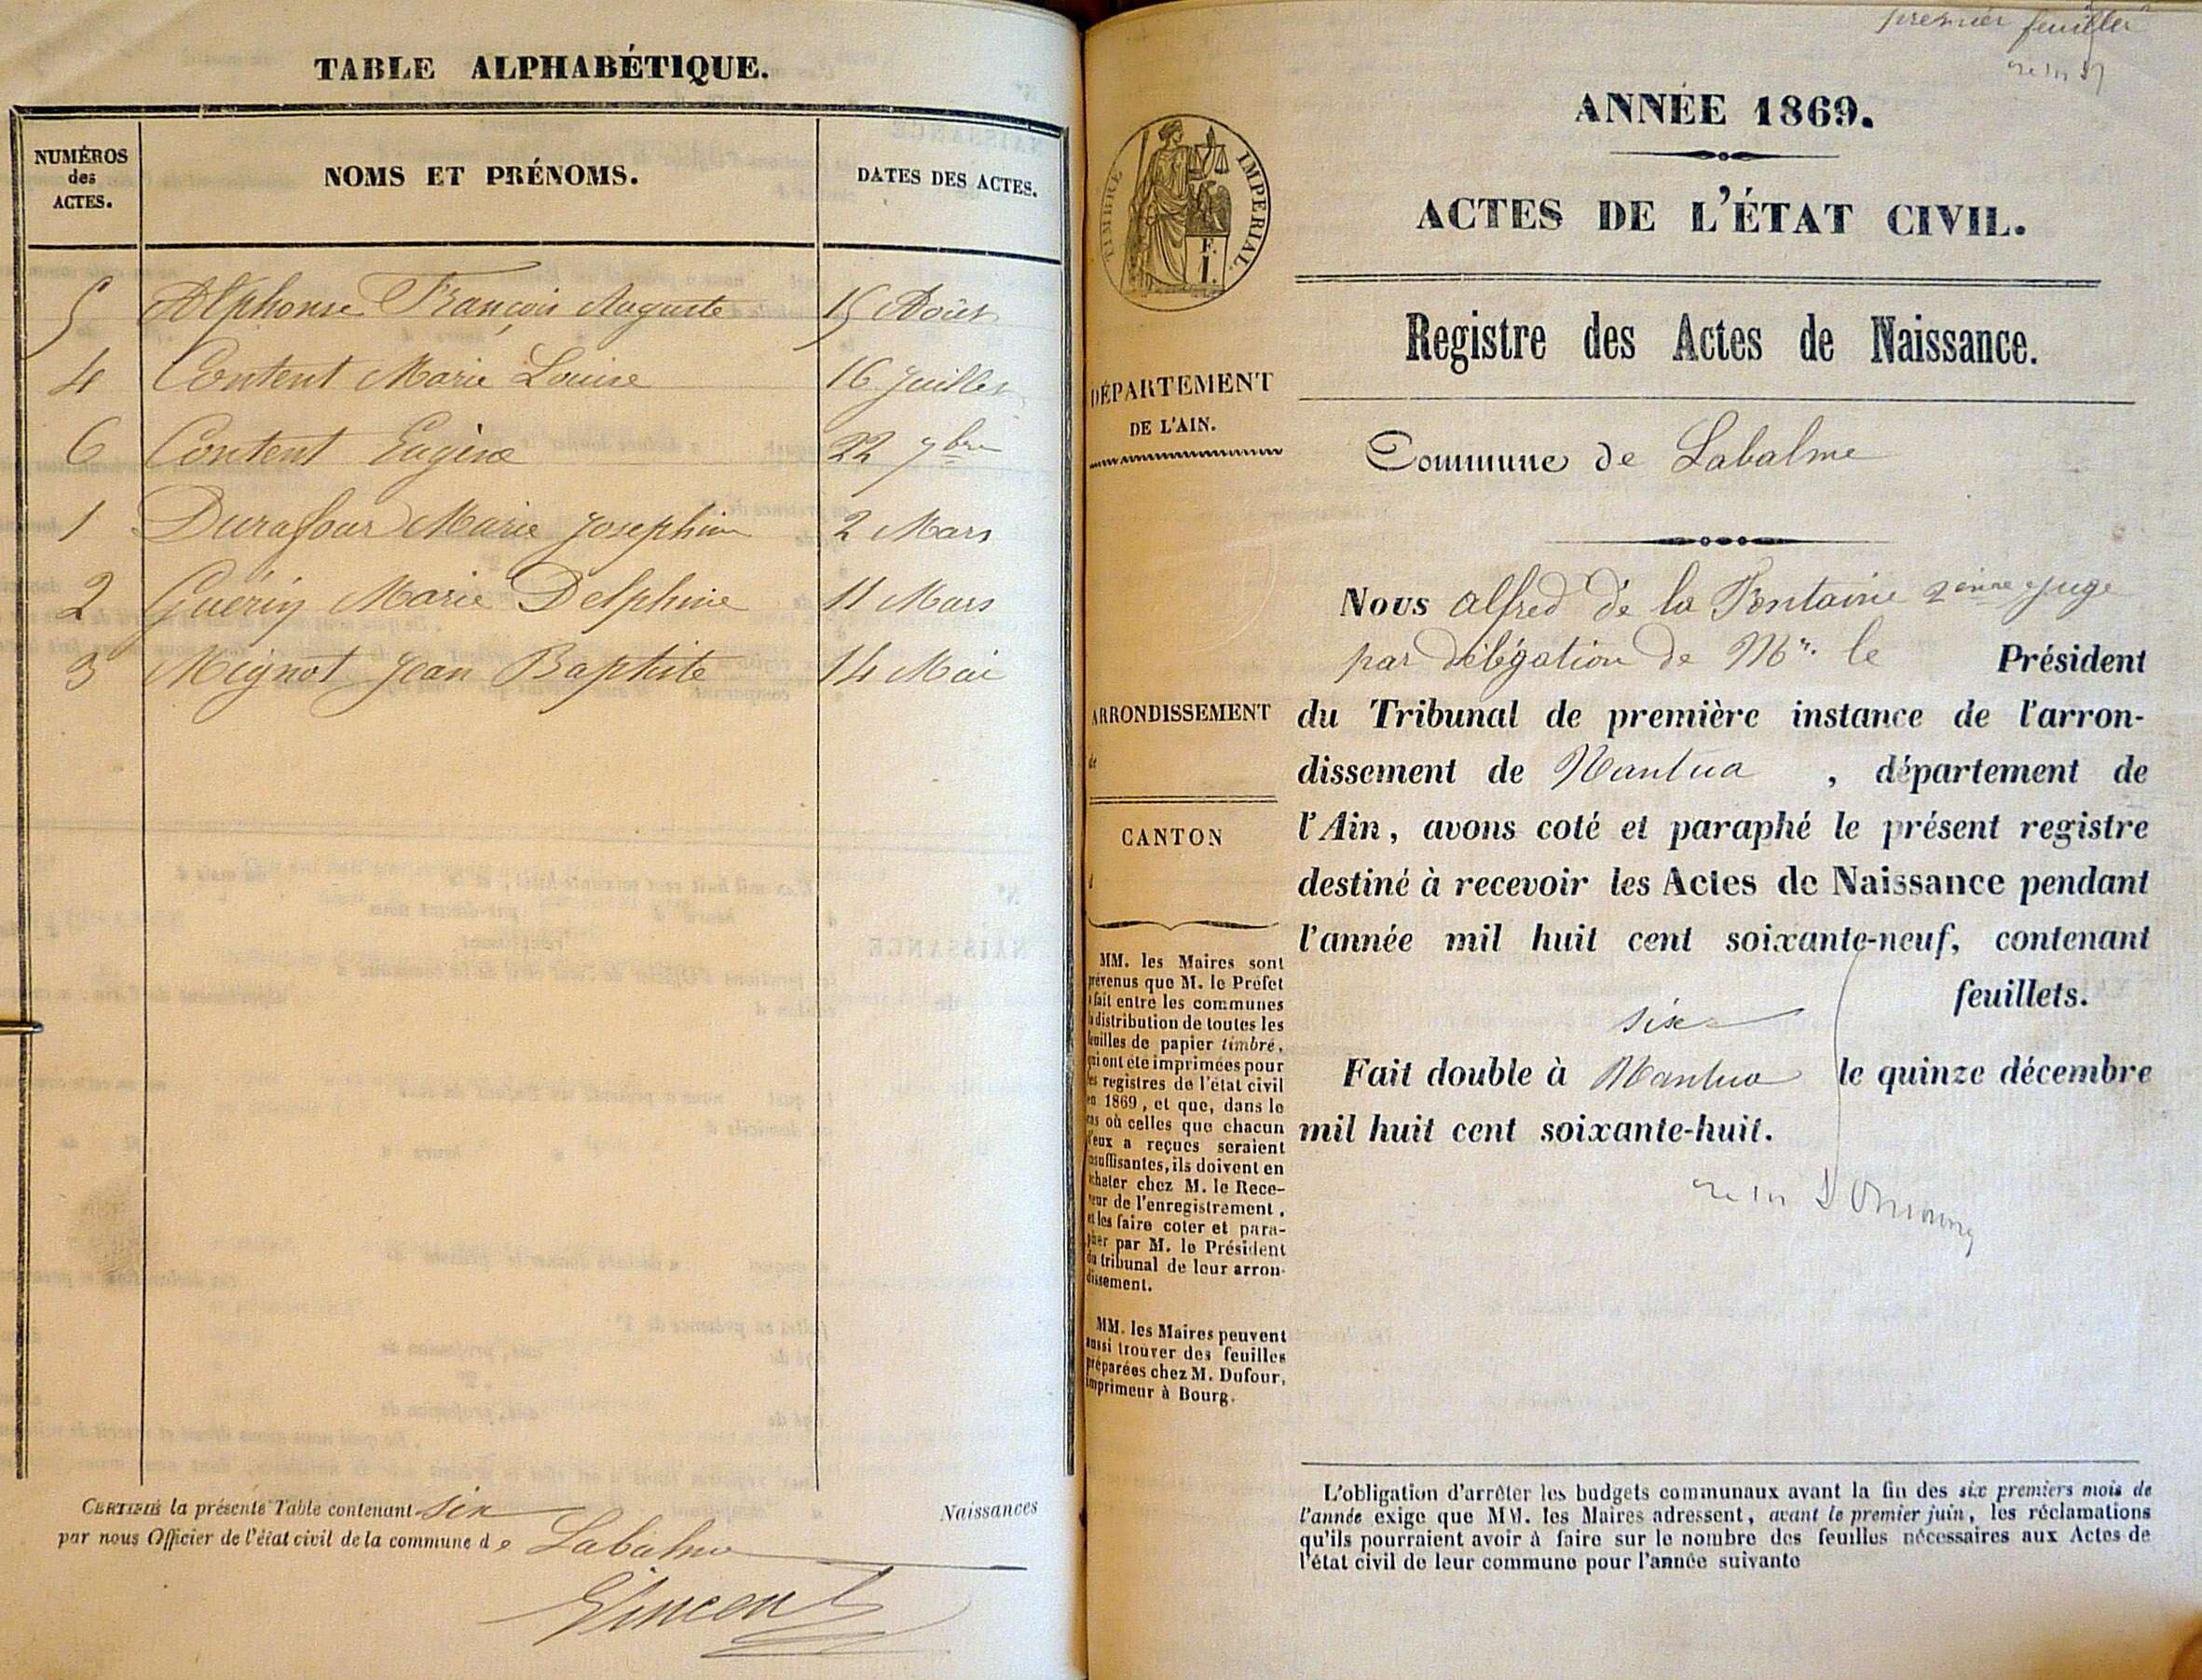 TABLE ALPHABÉTIQUE.
NUMÉROS
des
ACTES.
NOMS ET PRÉNOMS.
DATES DES ACTES.
5 Alphonse François Auguste 15 Août
4 Content Marie Louise 16 Juillet
6 Content Eugène 22 7bre
1 Durafour Marie Josephine 2 Mars
2 Guérin Marie Delphine 11 Mars
3 Mignot Jean Baptiste 14 Mai
CERTIFIÉ la présente Table contenant six Naissances
par nous Officier de l'état civil de la commune de Labalme
Vincent
premier feuillet
ANNÉE 1869.
ACTES DE L'ÉTAT CIVIL.
Registre des Actes de Naissance.
Commune de Labalme
Nous alfred de la Fontaine 2ième juge
par délégation de Mr. le Président
du Tribunal de première instance de l'arron-
dissement de Nantua , département de
l'Ain, avons coté et paraphé le présent registre
destiné à recevoir les Actes de Naissance pendant
l'année mil huit cent soixante-neuf, contenant
six feuillets.
Fait double à Nantua le quinze décembre
mil huit cent soixante-huit.
L'obligation d'arrêter les budgets communaux avant la fin des six premiers mois de
l'année exige que MM. les Maires adressent, avant le premier juin, les réclamations
qu'ils pourraient avoir à faire sur le nombre des feuilles nécessaires aux Actes de
l'état civil de leur commune pour l'année suivante
TIMBRE IMPÉRIAL.
E.
1.
DÉPARTEMENT
DE L'AIN.
ARRONDISSEMENT
de
CANTON
MM. les Maires sont
prévenus que M. le Préfet
a fait entre les communes
la distribution de toutes les
feuilles de papier timbré,
qui ont été imprimées pour
les registres de l'état civil
en 1869, et que, dans le
cas où celles que chacun
d'eux a reçues seraient
insuffisantes, ils doivent en
acheter chez M. le Rece-
veur de l'enregistrement,
et les faire coter et para-
pher par M. le Président
du tribunal de leur arron-
dissement.
MM. les Maires peuvent
aussi trouver des feuilles
préparées chez M. Dufour,
imprimeur à Bourg.